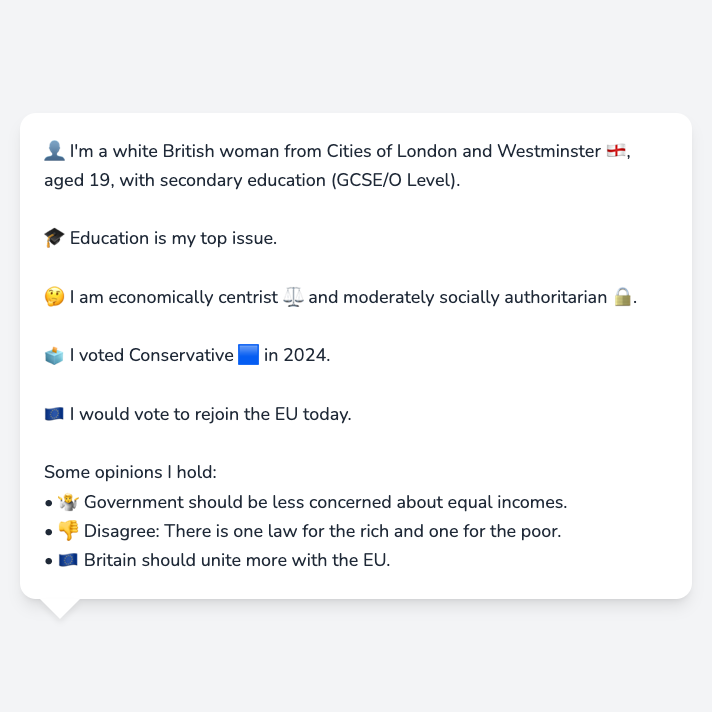 👤 I'm a white British woman from Cities of London and Westminster 🏴󠁧󠁢󠁥󠁮󠁧󠁿,
aged 19, with secondary education (GCSE/O Level).
🎓 Education is my top issue.
🤔 I am economically centrist ⚖️ and moderately socially authoritarian 🔒.
🗳️ I voted Conservative 🟦 in 2024.
🇪🇺 I would vote to rejoin the EU today.
Some opinions I hold:
• 🤷 Government should be less concerned about equal incomes.
• 👎 Disagree: There is one law for the rich and one for the poor.
• 🇪🇺 Britain should unite more with the EU.